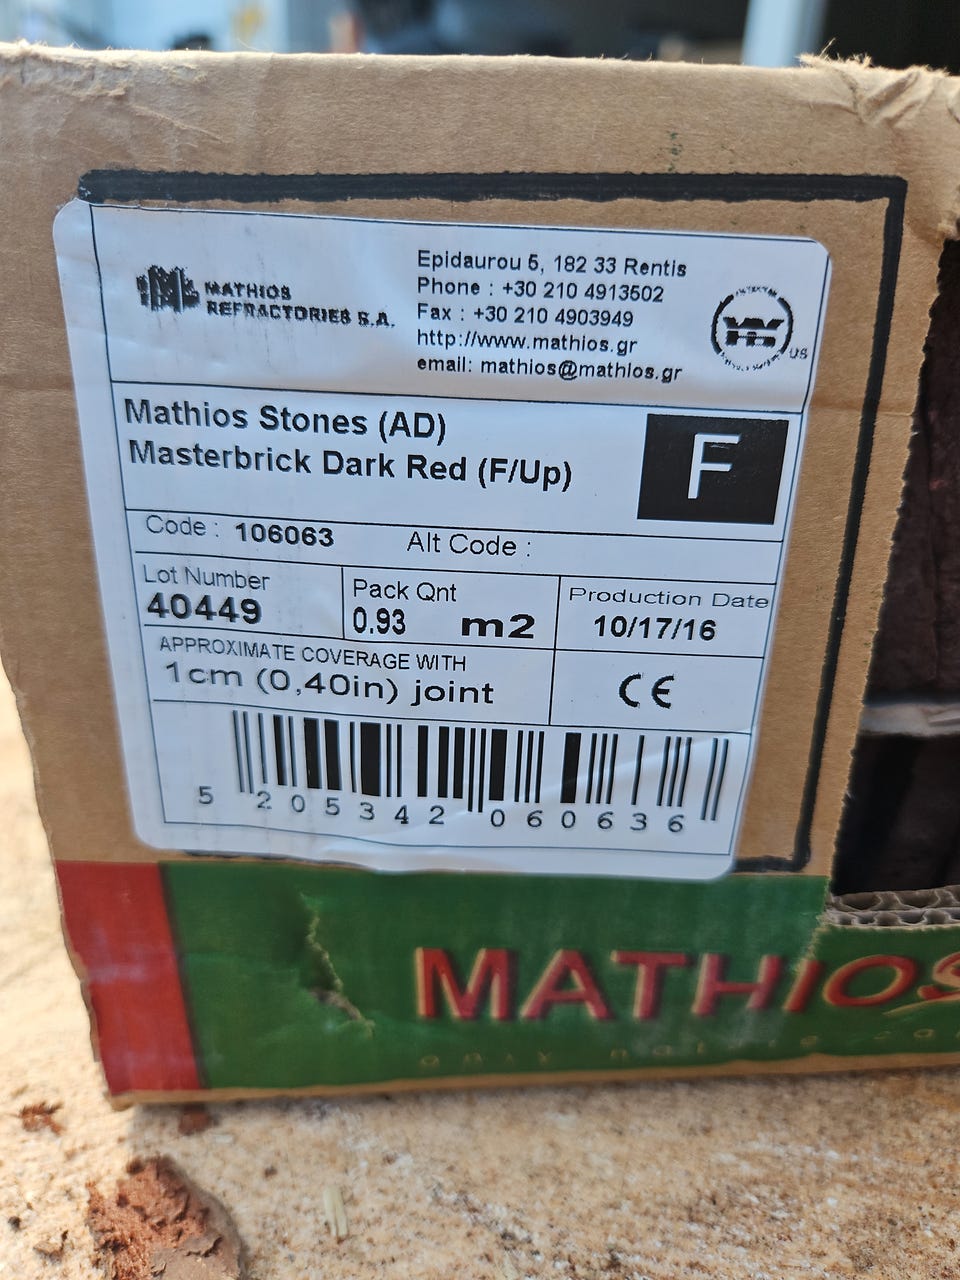 MATHIOS
REFRACTORIES S.A.
Epidaurou 5, 182 33 Rentis
Phone : +30 210 4913502
Fax : +30 210 4903949
http://www.mathios.gr
email: mathios@mathios.gr
US
Mathios Stones (AD)
Masterbrick Dark Red (F/Up)
F
Code : 106063 Alt Code :
Lot Number
40449
Pack Qnt
0.93 m2
Production Date
10/17/16
APPROXIMATE COVERAGE WITH
1cm (0,40in) joint
CE
5 205342 060636
MATHIOS
only